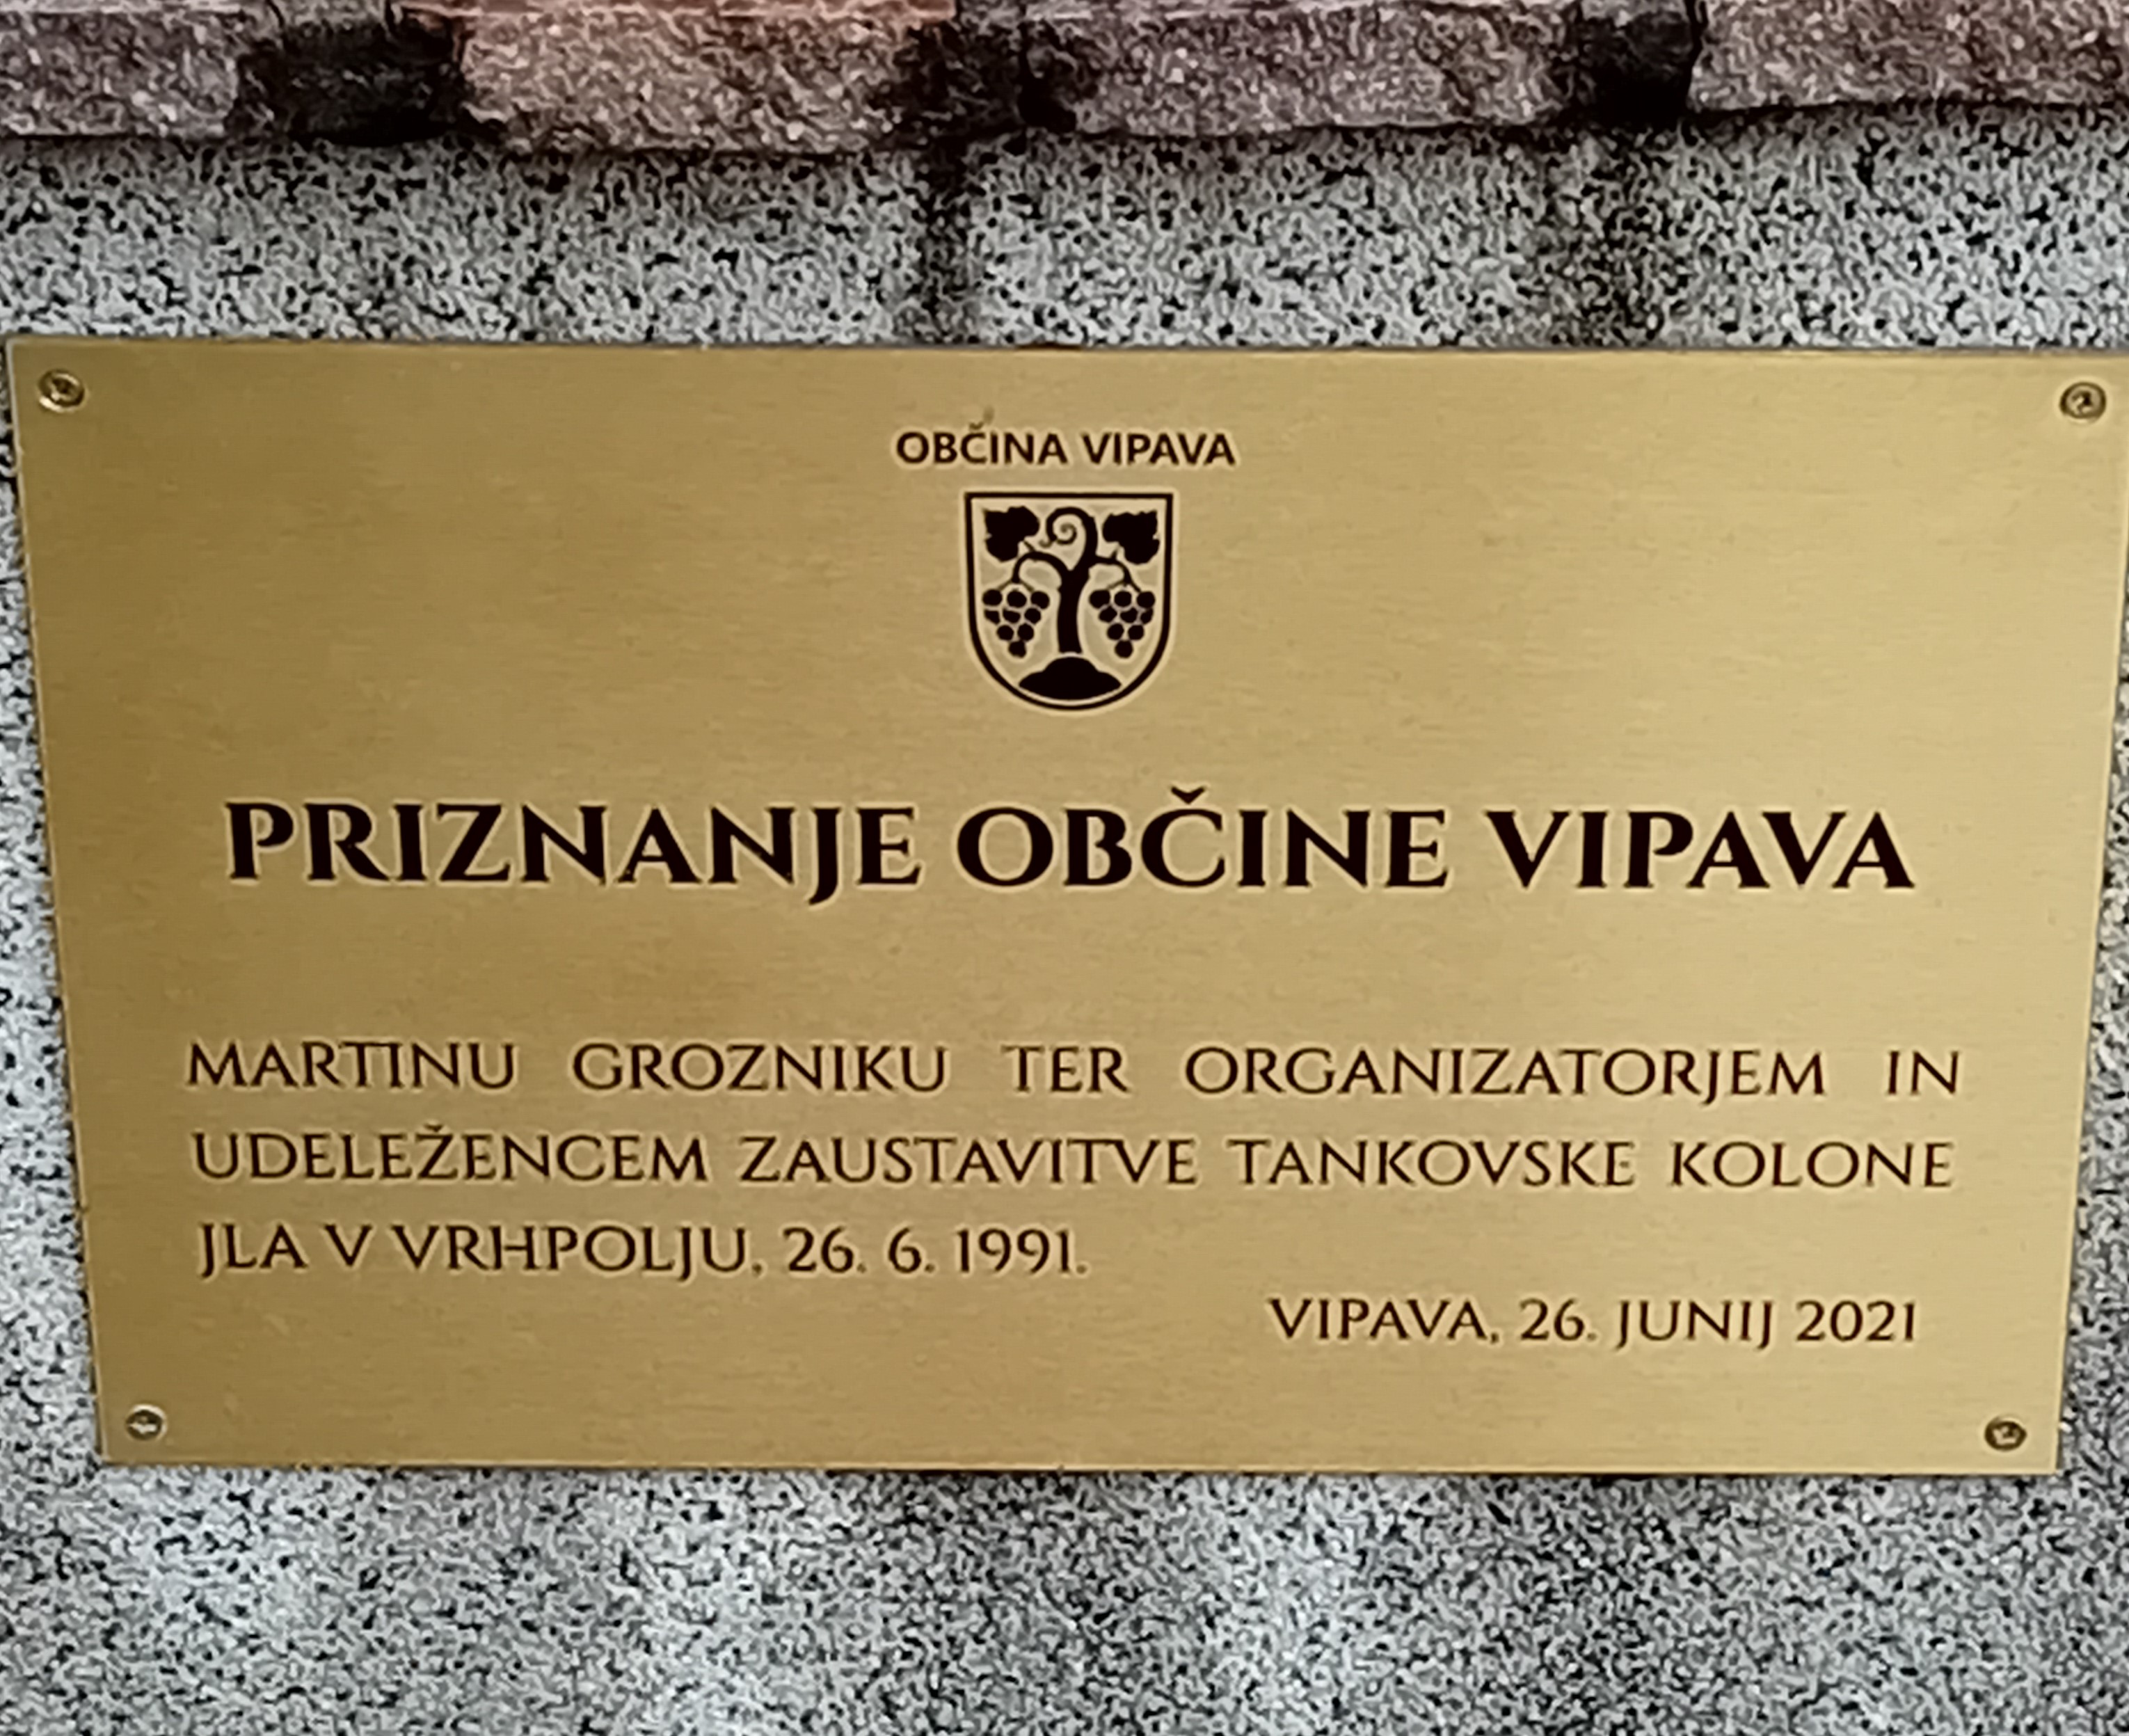 OBČINA VIPAVA
PRIZNANJE OBČINE VIPAVA
MARTINU GROZNIKU TER ORGANIZATORJEM IN
UDELEŽENCEM ZAUSTAVITVE TANKOVSKE KOLONE
JLA V VRHPOLJU, 26. 6. 1991.
VIPAVA, 26. JUNIJ 2021